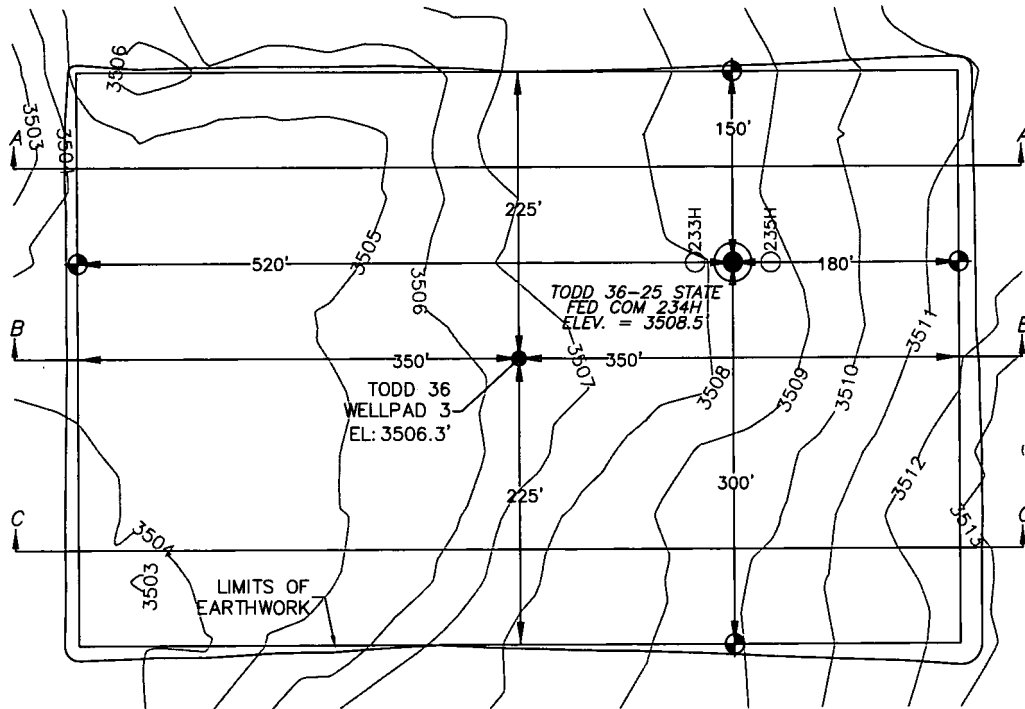 3506
3503
3504
A
A
150'
225'
233H
235H
520'
180'
3505
3506
TODD 36-25 STATE
FED COM 234H
ELEV. = 3508.5'
3511
B
350'
350'
3507
3508
3509
3510
TODD 36
WELLPAD 3
EL: 3506.3'
3512
3513
225'
300'
C
3504
3503
LIMITS OF
EARTHWORK